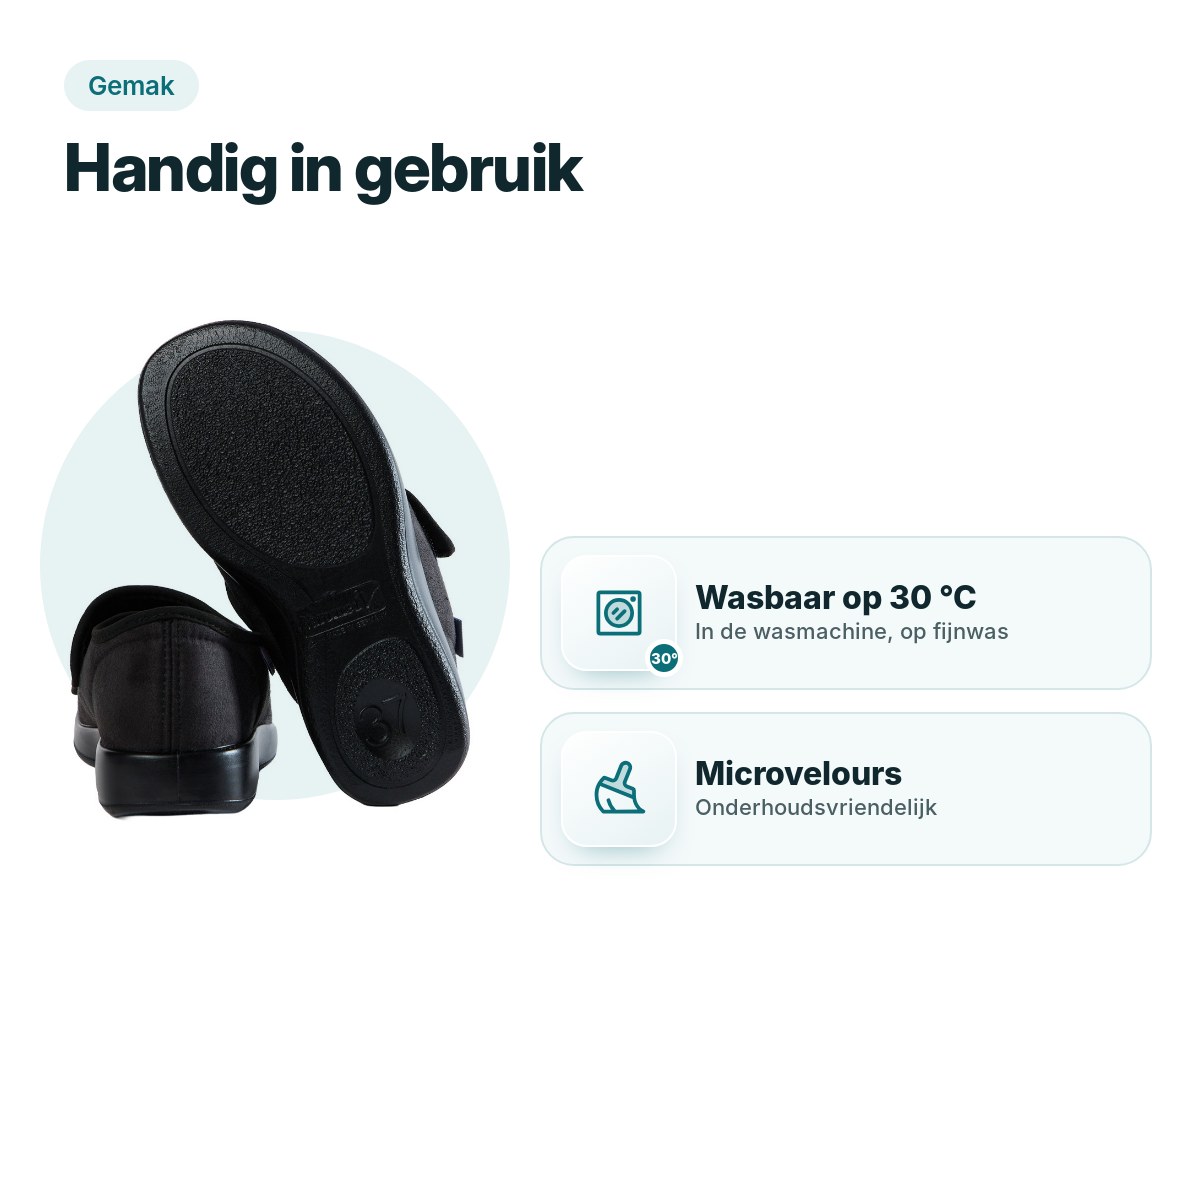 Gemak
Handig in gebruik
Wasbaar op 30 °C
In de wasmachine, op fijnwas
30°
Microvelours
Onderhoudsvriendelijk
37